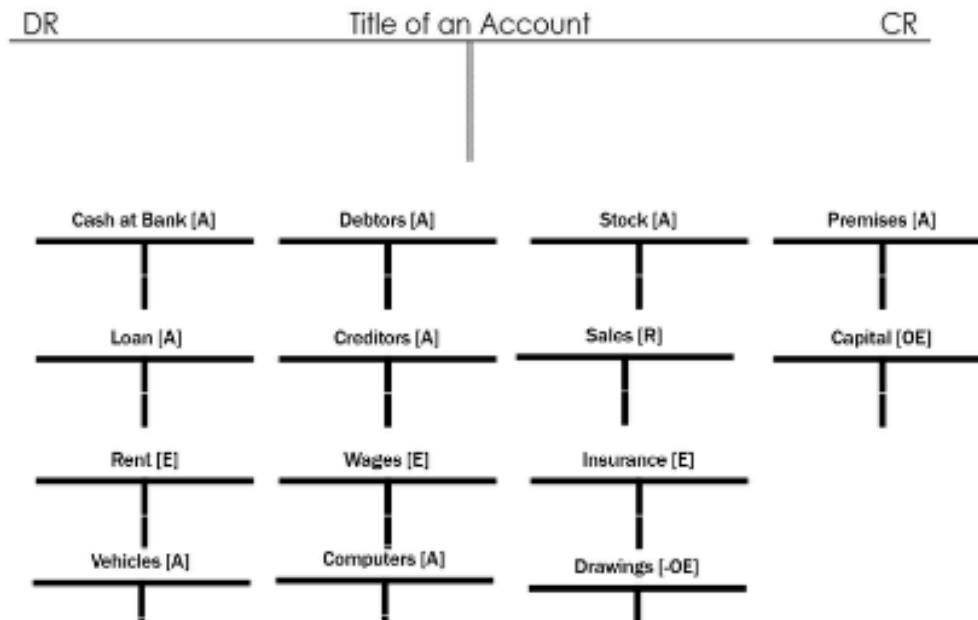 DR Title of an Account CR
Cash at Bank [A] Debtors [A] Stock [A] Premises [A]
Loan [A] Creditors [A] Sales [R] Capital [OE]
Rent [E] Wages [E] Insurance [E]
Vehicles [A] Computers [A] Drawings [-OE]